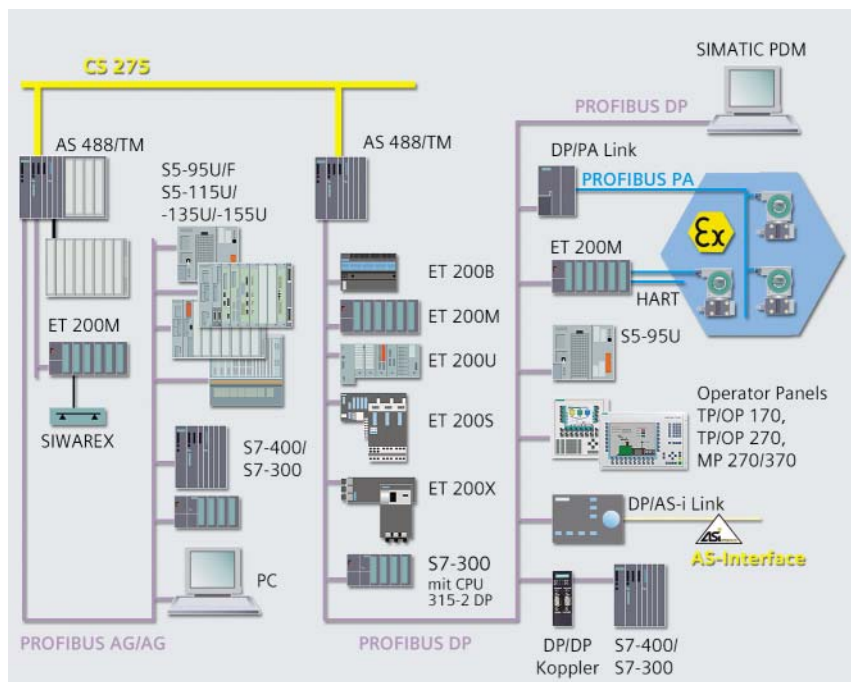 CS 275
SIMATIC PDM
PROFIBUS DP
AS 488/TM
AS 488/TM
S5-95U/F
S5-115U/
-135U/-155U
DP/PA Link
PROFIBUS PA
Ex
ET 200M
HART
ET 200B
ET 200M
ET 200M
SIWAREX
ET 200U
S5-95U
ET 200S
Operator Panels
TP/OP 170,
TP/OP 270,
MP 270/370
S7-400/
S7-300
ET 200X
DP/AS-i Link
ASi
AS-Interface
PC
S7-300
mit CPU
315-2 DP
PROFIBUS AG/AG
PROFIBUS DP
DP/DP
Koppler
S7-400/
S7-300